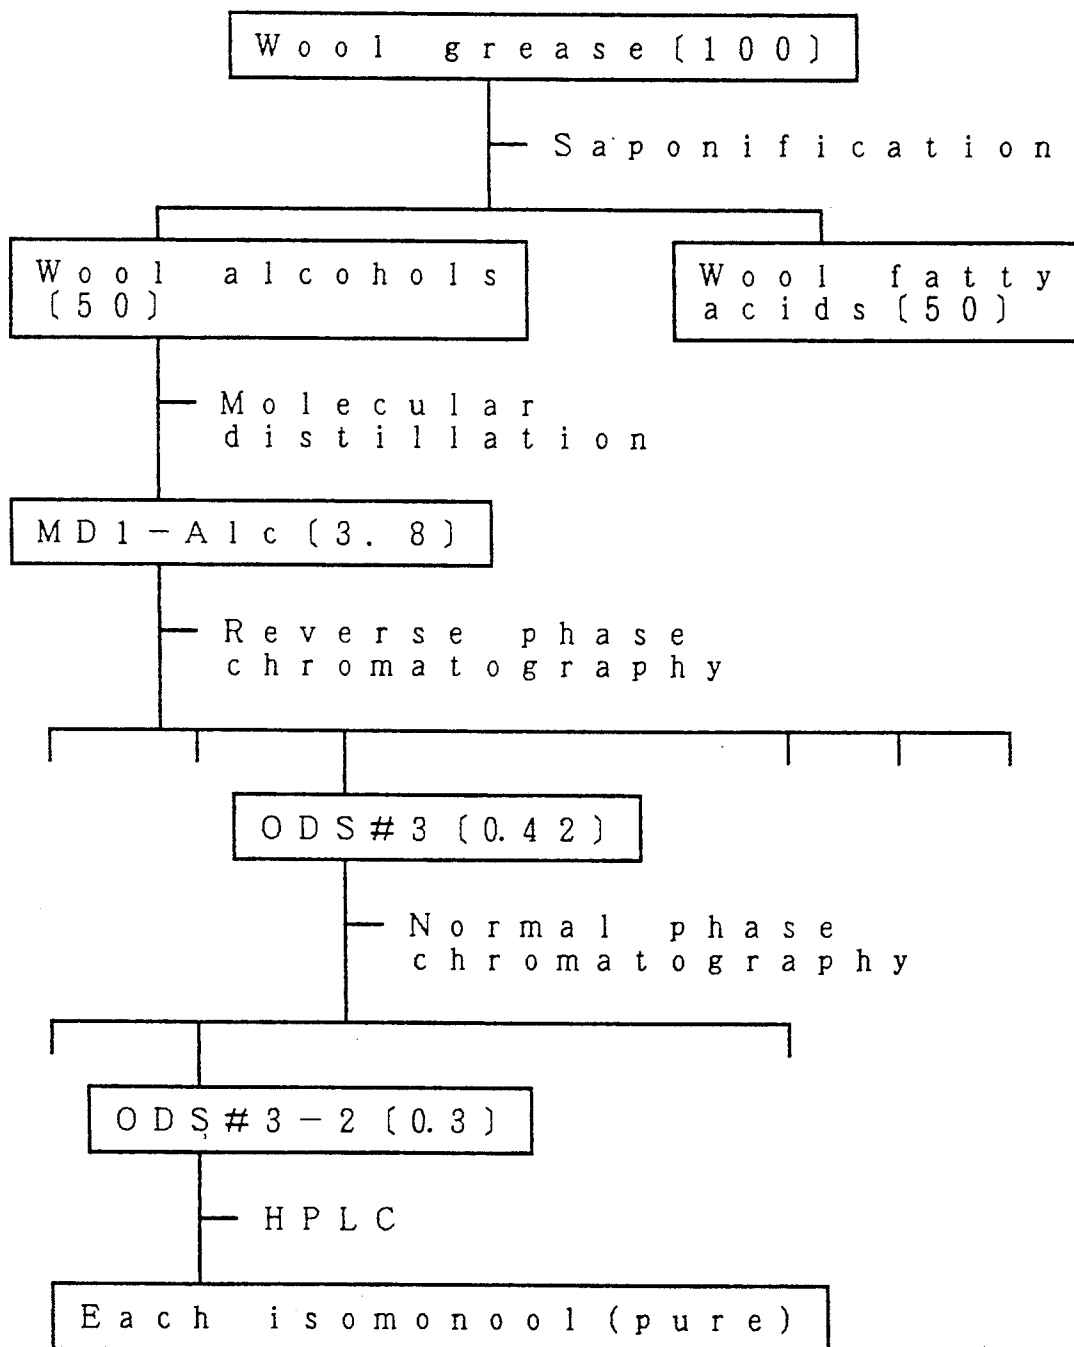 Wool grease (100)
Saponification
Wool alcohols
(50)
Wool fatty
acids (50)
Molecular
distillation
MD1-Alc (3.8)
Reverse phase
chromatography
ODS#3 (0.42)
Normal phase
chromatography
ODS#3-2 (0.3)
HPLC
Each isomonool (pure)